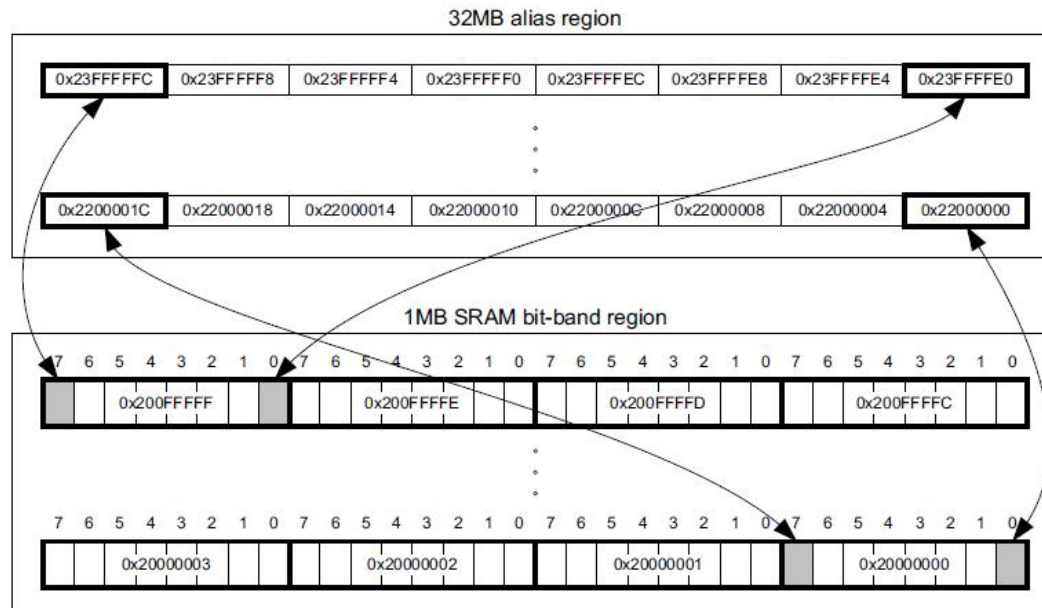 32MB alias region
0x23FFFFFC 0x23FFFFF8 0x23FFFFF4 0x23FFFFF0 0x23FFFFEC 0x23FFFFE8 0x23FFFFE4 0x23FFFFE0
0x2200001C 0x22000018 0x22000014 0x22000010 0x2200000C 0x22000008 0x22000004 0x22000000
1MB SRAM bit-band region
7 6 5 4 3 2 1 0 7 6 5 4 3 2 1 0 7 6 5 4 3 2 1 0 7 6 5 4 3 2 1 0
0x200FFFFF 0x200FFFFE 0x200FFFFD 0x200FFFFC
7 6 5 4 3 2 1 0 7 6 5 4 3 2 1 0 7 6 5 4 3 2 1 0 7 6 5 4 3 2 1 0
0x20000003 0x20000002 0x20000001 0x20000000